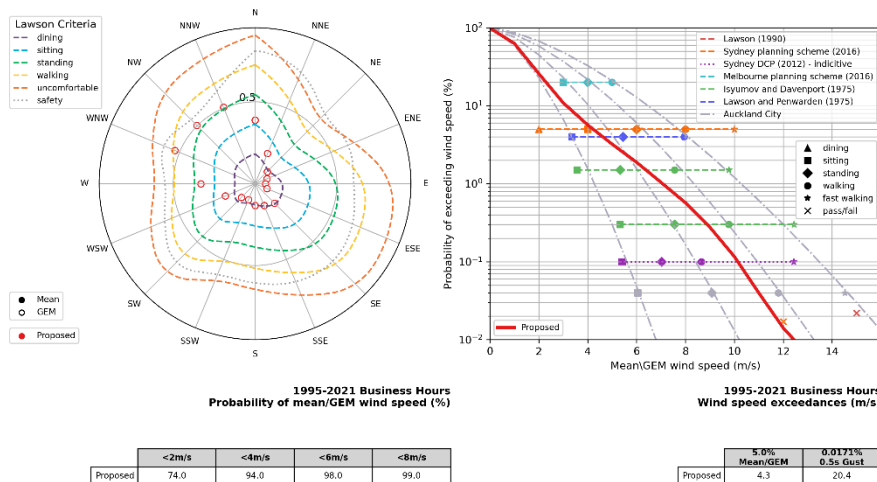 Lawson Criteria
dining
sitting
standing
walking
uncomfortable
safety
N
NNE
NE
ENE
E
ESE
SE
SSE
S
SSW
SW
WSW
W
WNW
NW
NNW
0.5
Mean
GEM
Proposed
Probability of exceeding wind speed (%)
10²
10¹
10⁰
10⁻¹
10⁻²
Lawson (1990)
Sydney planning scheme (2016)
Sydney DCP (2012) - Indicitive
Melbourne planning scheme (2016)
Isyumov and Davenport (1975)
Lawson and Penwarden (1975)
Auckland City
dining
sitting
standing
walking
fast walking
pass/fail
Proposed
0 2 4 6 8 10 12 14
Mean\GEM wind speed (m/s)
1995-2021 Business Hours
Probability of mean/GEM wind speed (%)
<2m/s <4m/s <6m/s <8m/s
Proposed 74.0 94.0 98.0 99.0
1995-2021 Business Hours
Wind speed exceedances (m/s
5.0% 0.0171%
Mean/GEM 0.5s Gust
Proposed 4.3 20.4